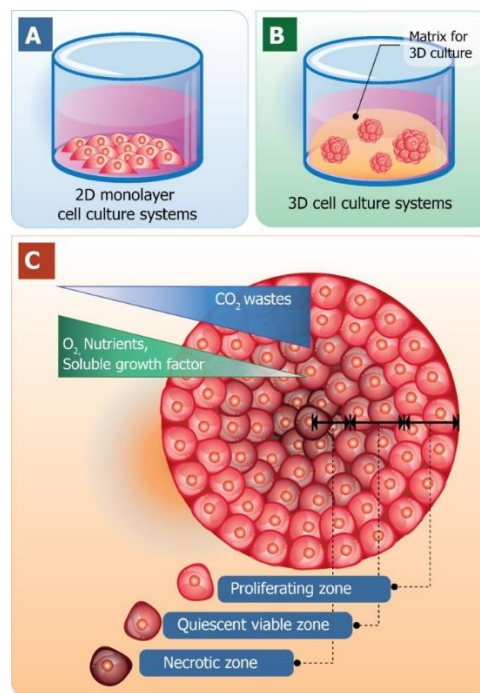 A
2D monolayer
cell culture systems
B
Matrix for
3D culture
3D cell culture systems
C
CO₂ wastes
O₂, Nutrients,
Soluble growth factor
Proliferating zone
Quiescent viable zone
Necrotic zone